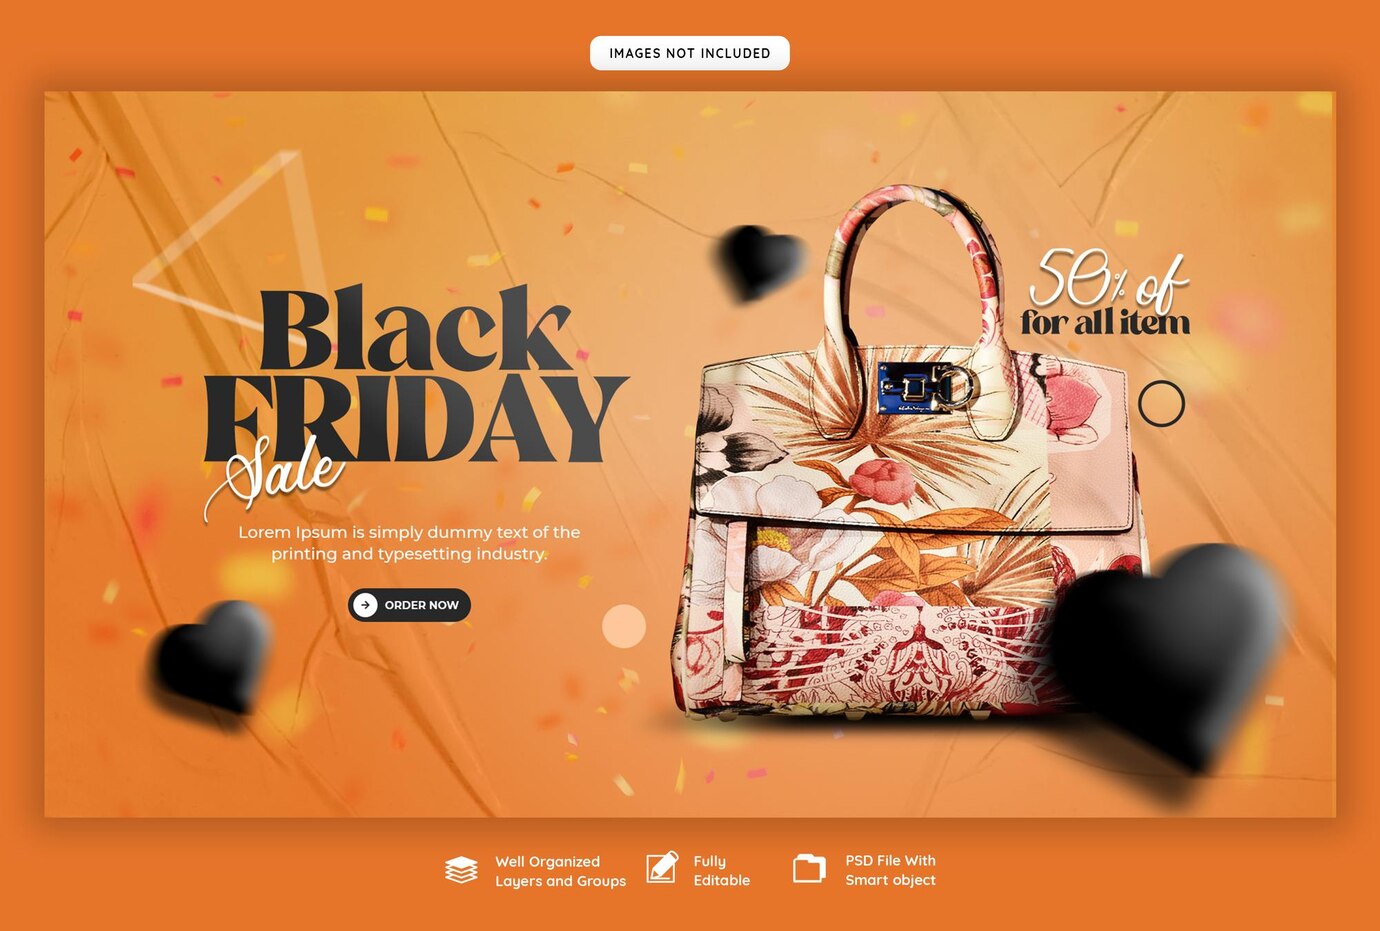 IMAGES NOT INCLUDED
Black
FRIDAY
Sale
Lorem Ipsum is simply dummy text of the
printing and typesetting industry.
ORDER NOW
50% of
for all item
Well Organized
Layers and Groups
Fully
Editable
PSD File With
Smart object